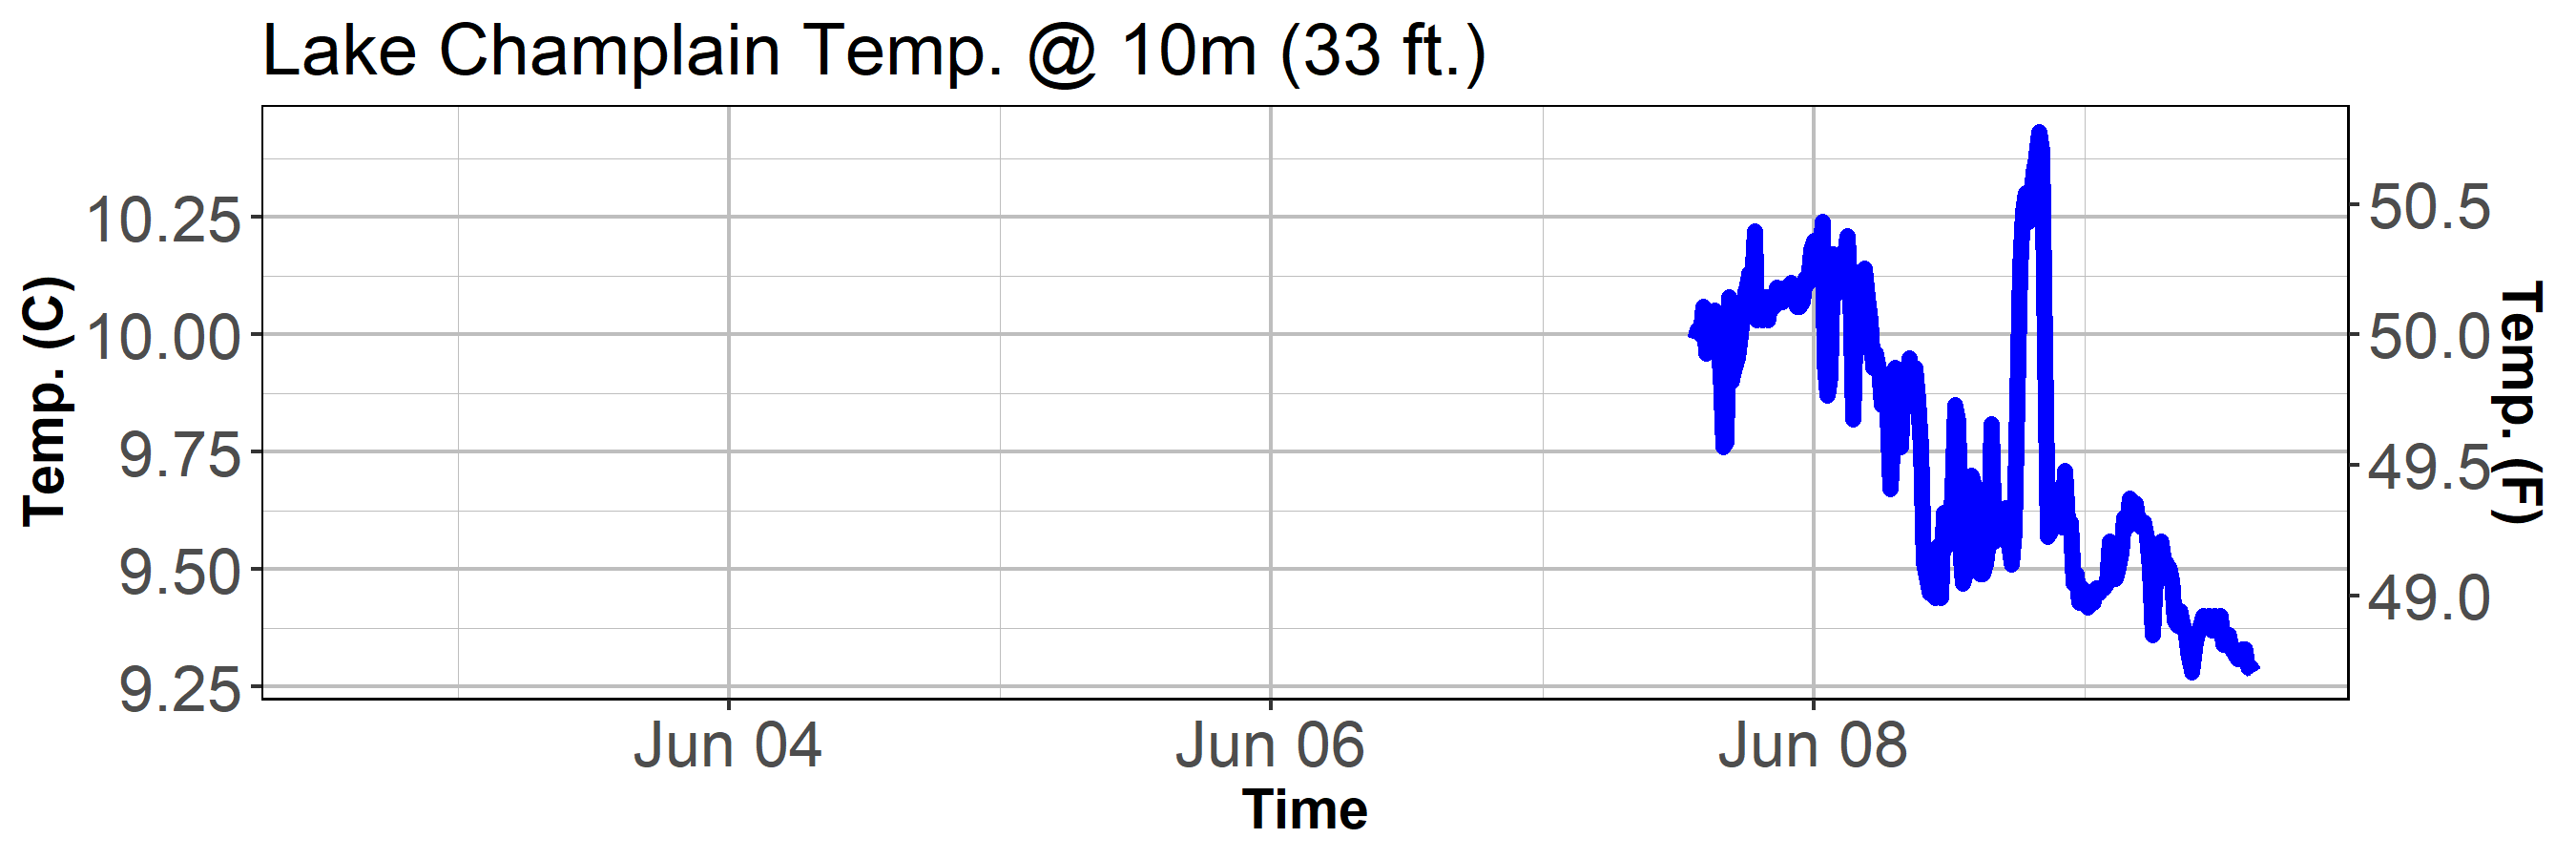 Lake Champlain Temp. @ 10m (33 ft.)
Temp. (C)
10.25
10.00
9.75
9.50
9.25
50.5
50.0
49.5
49.0
Temp. (F)
Jun 04
Jun 06
Jun 08
Time